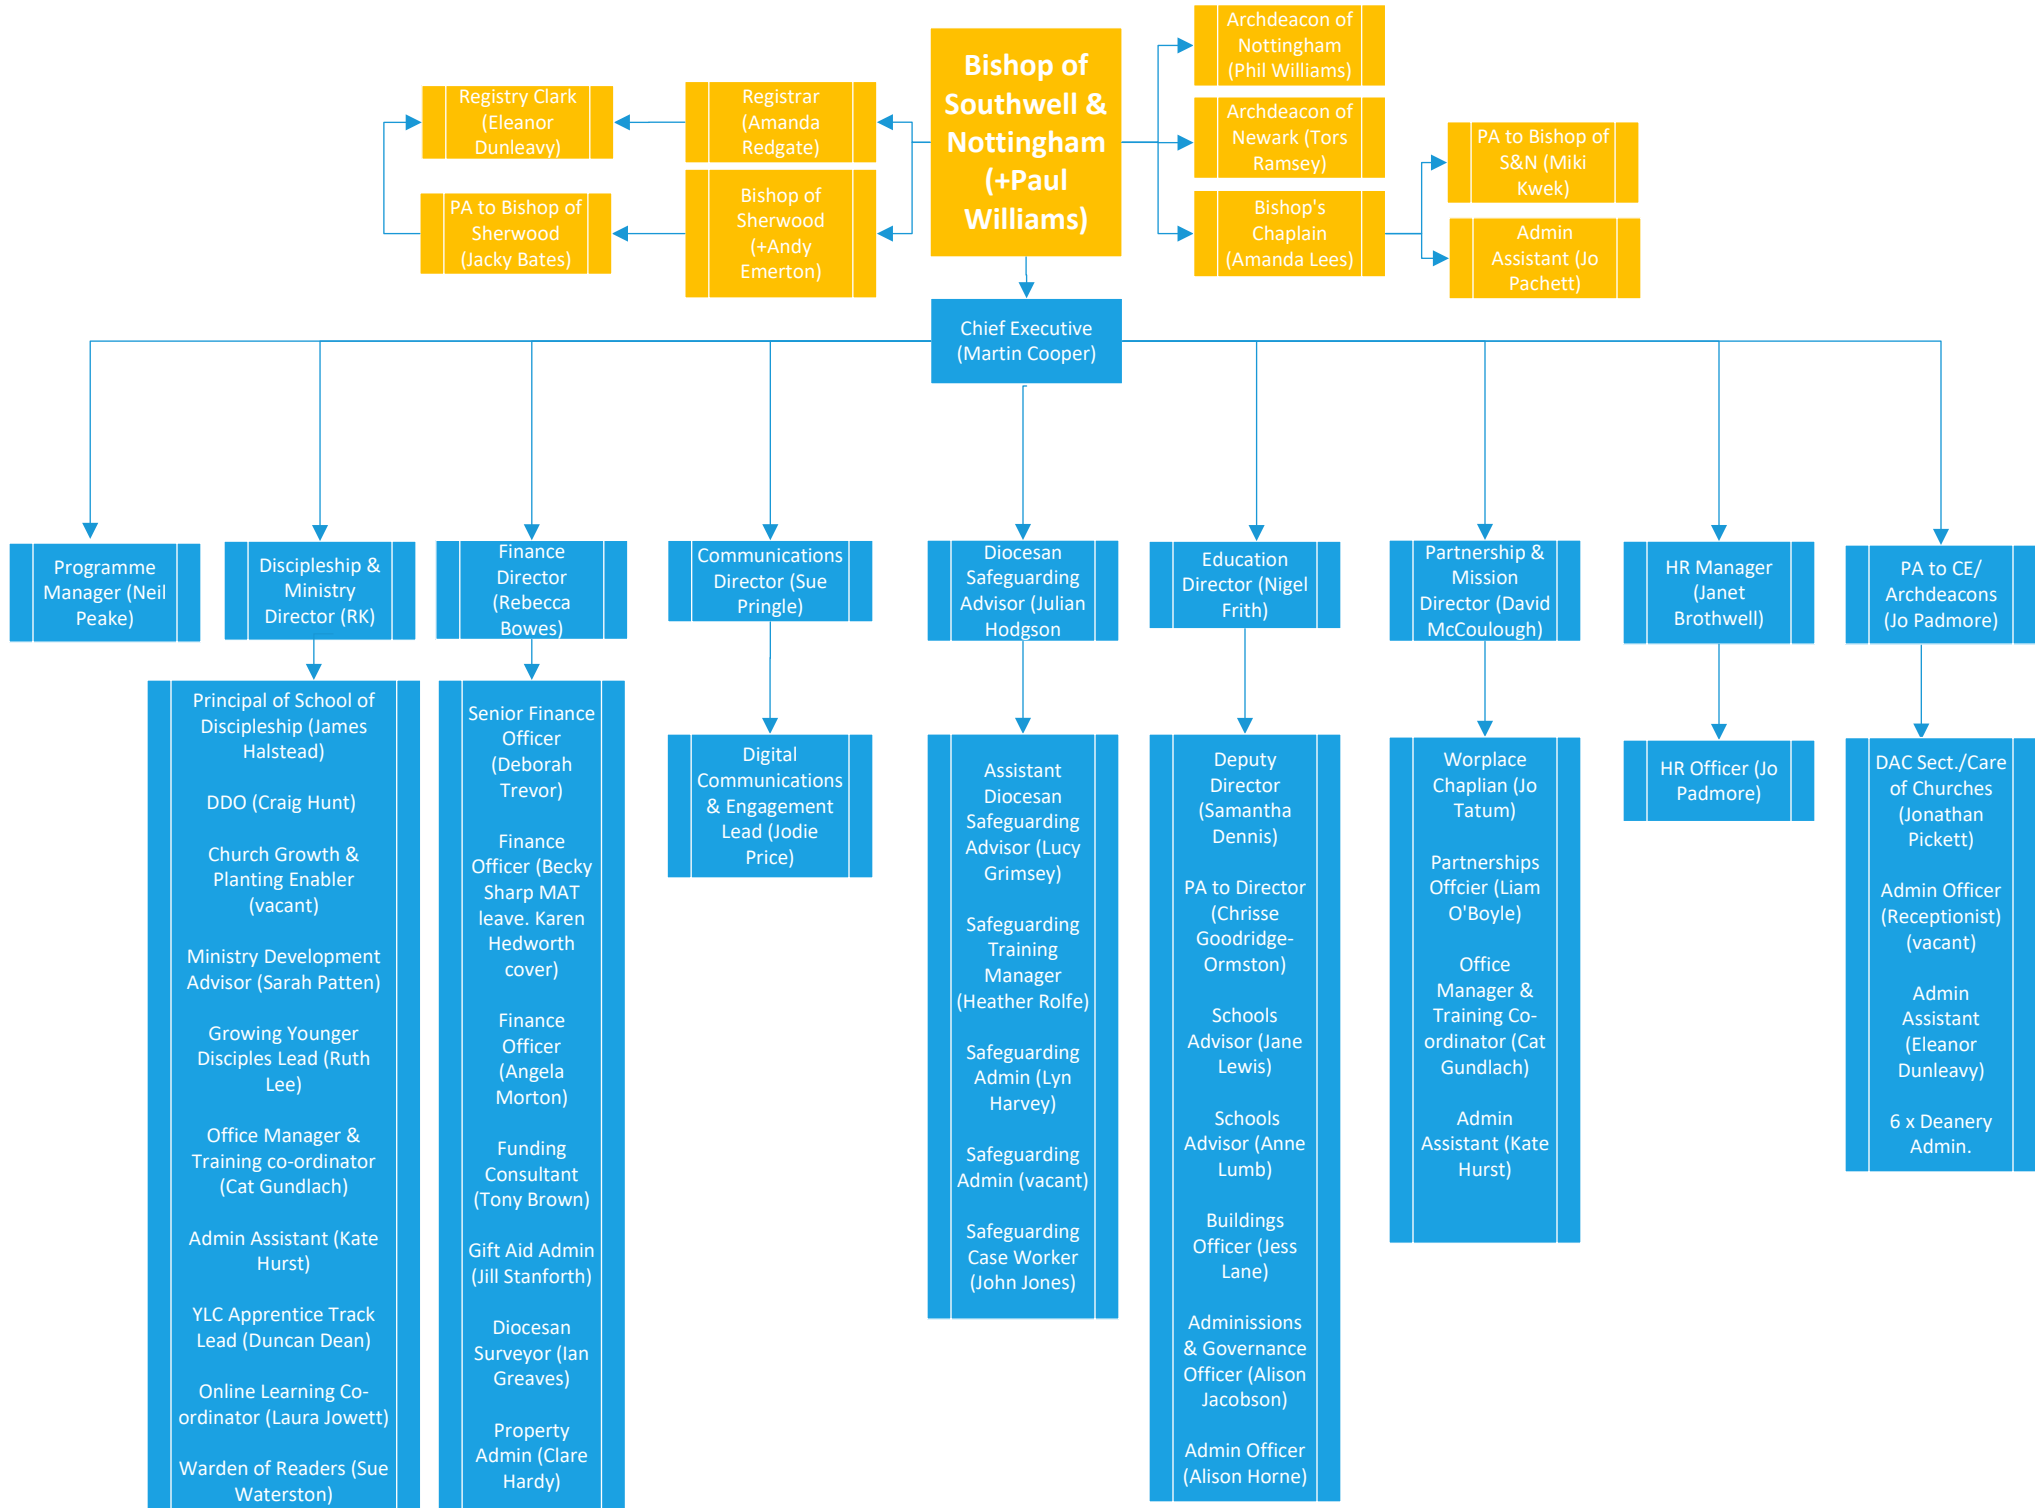 Bishop of
Southwell &
Nottingham
(+Paul
Williams)
Archdeacon of
Nottingham
(Phil Williams)
Archdeacon of
Newark (Tors
Ramsey)
Bishop's
Chaplain
(Amanda Lees)
PA to Bishop of
S&N (Miki
Kwek)
Admin
Assistant (Jo
Pachett)
Registry Clark
(Eleanor
Dunleavy)
Registrar
(Amanda
Redgate)
PA to Bishop of
Sherwood
(Jacky Bates)
Bishop of
Sherwood
(+Andy
Emerton)
Chief Executive
(Martin Cooper)
Programme
Manager (Neil
Peake)
Discipleship &
Ministry
Director (RK)
Finance
Director
(Rebecca
Bowes)
Communications
Director (Sue
Pringle)
Diocesan
Safeguarding
Advisor (Julian
Hodgson
Education
Director (Nigel
Frith)
Partnership &
Mission
Director (David
McCoulough)
HR Manager
(Janet
Brothwell)
PA to CE/
Archdeacons
(Jo Padmore)
Principal of School of
Discipleship (James
Halstead)
DDO (Craig Hunt)
Church Growth &
Planting Enabler
(vacant)
Ministry Development
Advisor (Sarah Patten)
Growing Younger
Disciples Lead (Ruth
Lee)
Office Manager &
Training co-ordinator
(Cat Gundlach)
Admin Assistant (Kate
Hurst)
YLC Apprentice Track
Lead (Duncan Dean)
Online Learning Co-
ordinator (Laura Jowett)
Warden of Readers (Sue
Waterston)
Senior Finance
Officer
(Deborah
Trevor)
Finance
Officer (Becky
Sharp MAT
leave. Karen
Hedworth
cover)
Finance
Officer
(Angela
Morton)
Funding
Consultant
(Tony Brown)
Gift Aid Admin
(Jill Stanforth)
Diocesan
Surveyor (Ian
Greaves)
Property
Admin (Clare
Hardy)
Digital
Communications
& Engagement
Lead (Jodie
Price)
Assistant
Diocesan
Safeguarding
Advisor (Lucy
Grimsey)
Safeguarding
Training
Manager
(Heather Rolfe)
Safeguarding
Admin (Lyn
Harvey)
Safeguarding
Admin (vacant)
Safeguarding
Case Worker
(John Jones)
Deputy
Director
(Samantha
Dennis)
PA to Director
(Chrisse
Goodridge-
Ormston)
Schools
Advisor (Jane
Lewis)
Schools
Advisor (Anne
Lumb)
Buildings
Officer (Jess
Lane)
Adminissions
& Governance
Officer (Alison
Jacobson)
Admin Officer
(Alison Horne)
Worplace
Chaplian (Jo
Tatum)
Partnerships
Offcier (Liam
O'Boyle)
Office
Manager &
Training Co-
ordinator (Cat
Gundlach)
Admin
Assistant (Kate
Hurst)
HR Officer (Jo
Padmore)
DAC Sect./Care
of Churches
(Jonathan
Pickett)
Admin Officer
(Receptionist)
(vacant)
Admin
Assistant
(Eleanor
Dunleavy)
6 x Deanery
Admin.